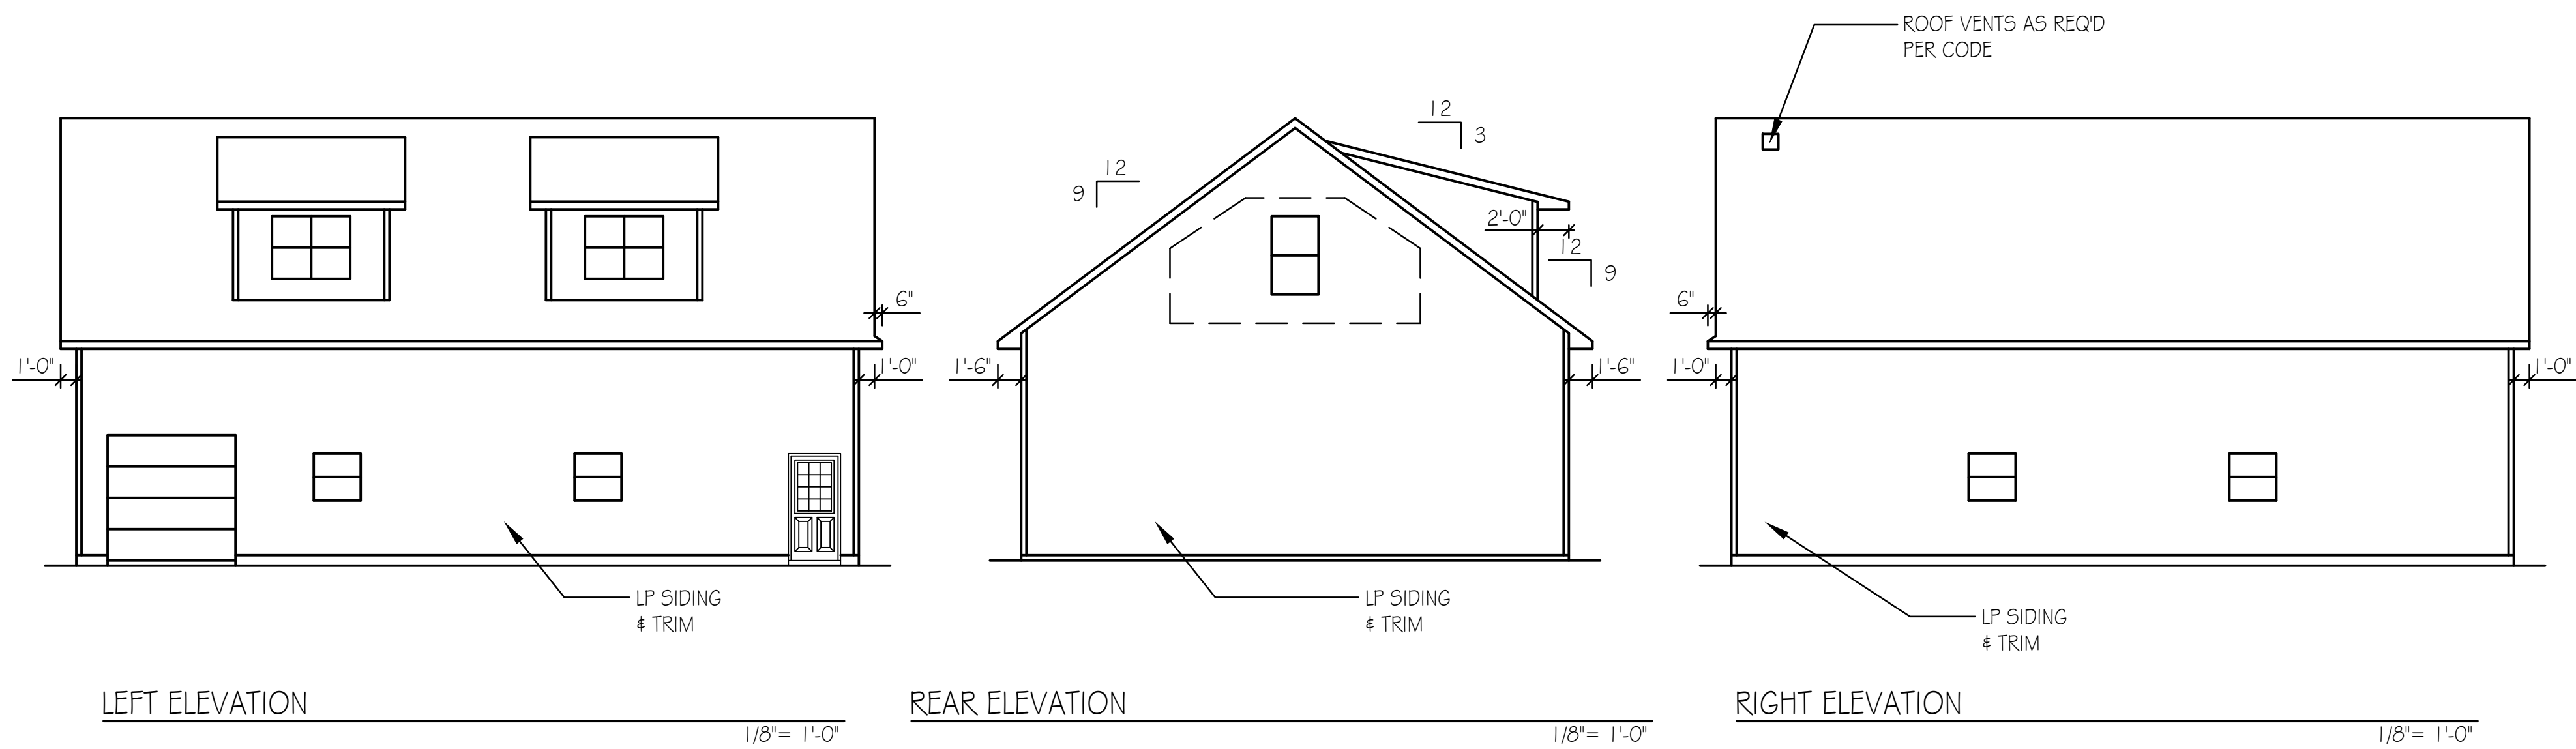 ROOF VENTS AS REQ'D
PER CODE
6"
1'-0"
1'-0"
LP SIDING
& TRIM
LEFT ELEVATION
1/8"= 1'-0"
12
9
12
3
2'-0"
12
9
1'-6"
1'-6"
LP SIDING
& TRIM
REAR ELEVATION
1/8"= 1'-0"
6"
1'-0"
1'-0"
LP SIDING
& TRIM
RIGHT ELEVATION
1/8"= 1'-0"